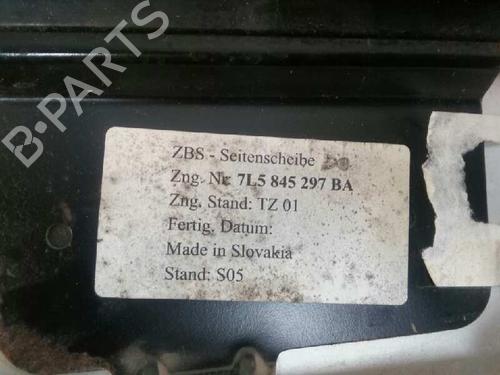 B-PARTS
ZBS - Seitenscheibe
Zng. Nr. 7L5 845 297 BA
Zng. Stand: TZ 01
Fertig. Datum:
Made in Slovakia
Stand: S05